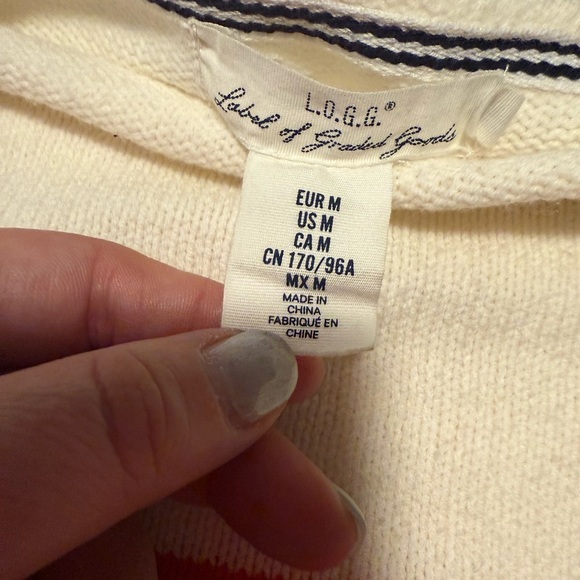 L.O.G.G.®
Label of Graded Goods
EUR M
US M
CA M
CN 170/96A
MX M
MADE IN
CHINA
FABRIQUÉ EN
CHINE